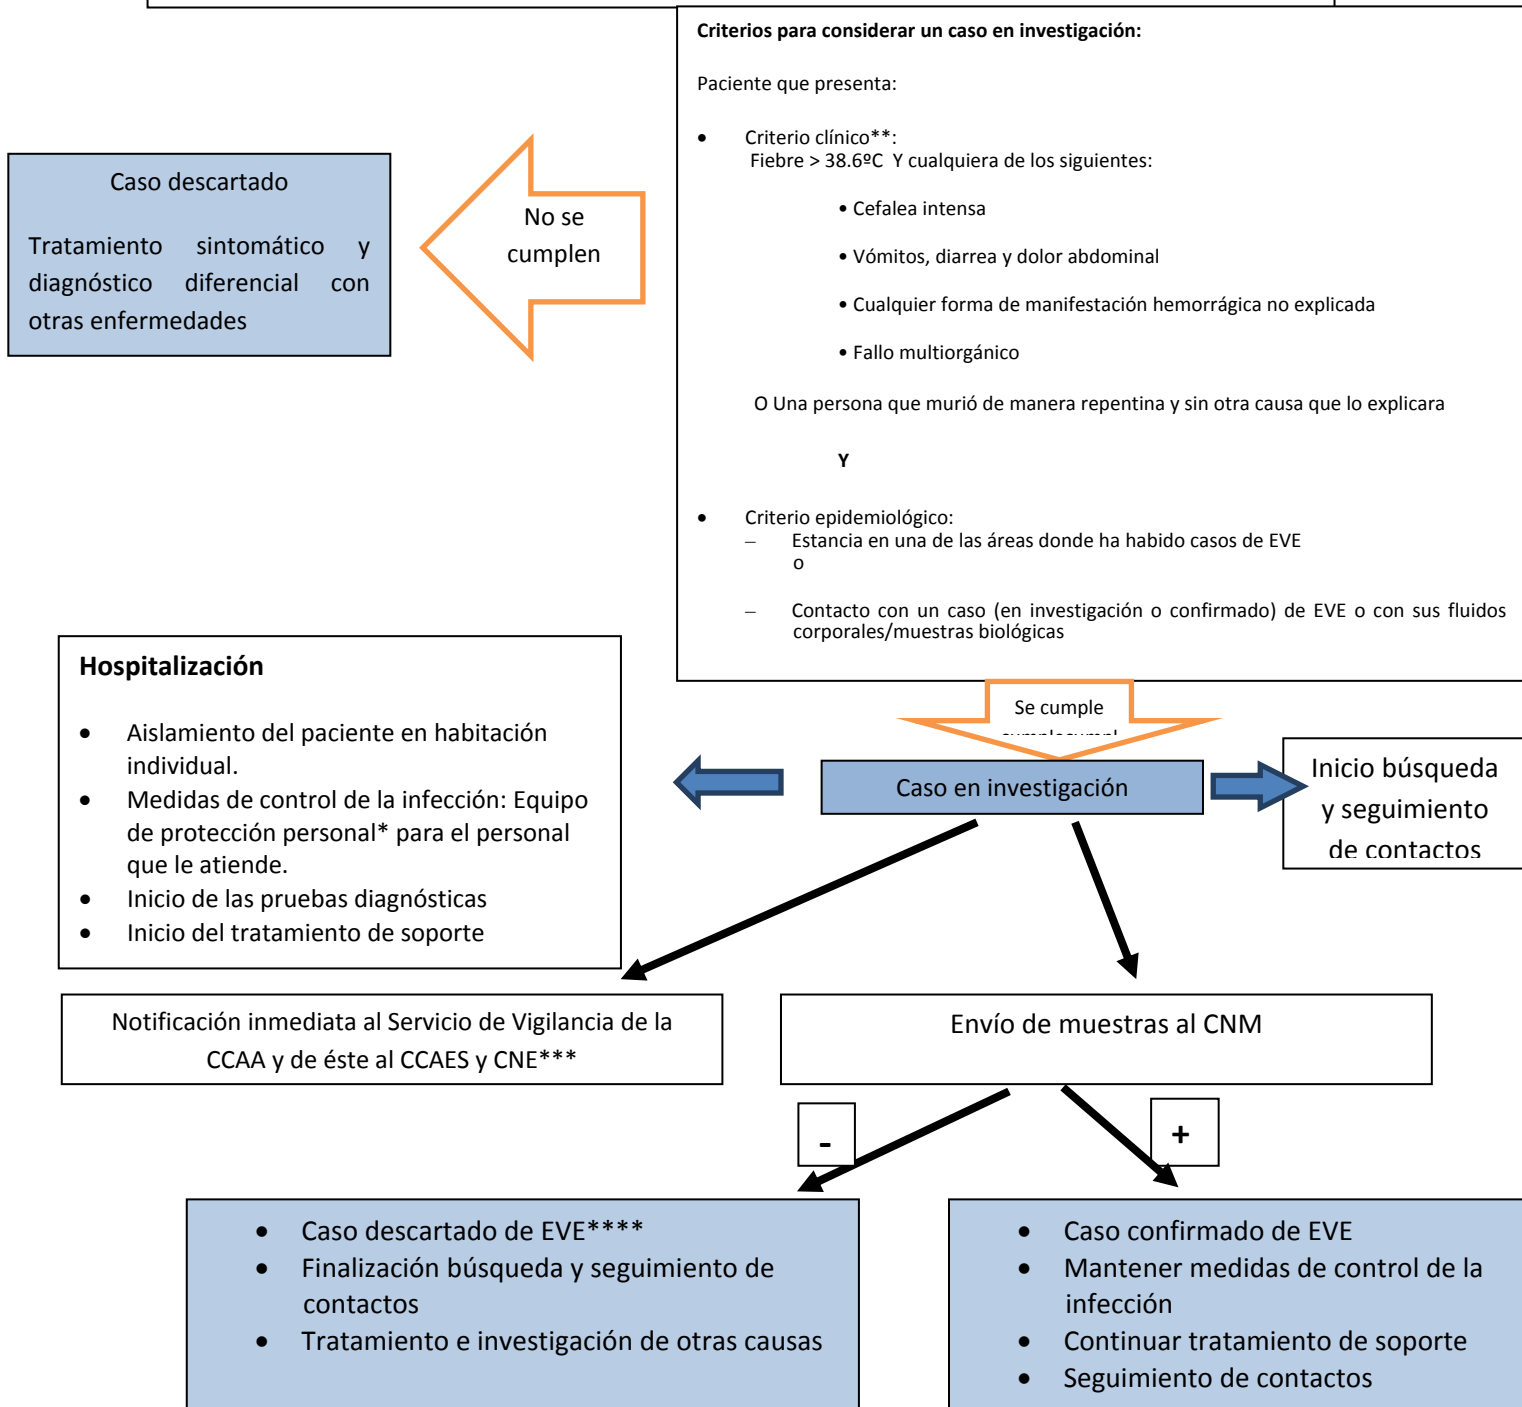 Criterios para considerar un caso en investigación:
Paciente que presenta:
• Criterio clínico**:
Fiebre > 38.6ºC Y cualquiera de los siguientes:
• Cefalea intensa
• Vómitos, diarrea y dolor abdominal
• Cualquier forma de manifestación hemorrágica no explicada
• Fallo multiorgánico
O Una persona que murió de manera repentina y sin otra causa que lo explicara
Y
• Criterio epidemiológico:
– Estancia en una de las áreas donde ha habido casos de EVE
o
– Contacto con un caso (en investigación o confirmado) de EVE o con sus fluidos
corporales/muestras biológicas
No se
cumplen
Caso descartado
Tratamiento sintomático y
diagnóstico diferencial con
otras enfermedades
Se cumple
Caso en investigación
Hospitalización
• Aislamiento del paciente en habitación
individual.
• Medidas de control de la infección: Equipo
de protección personal* para el personal
que le atiende.
• Inicio de las pruebas diagnósticas
• Inicio del tratamiento de soporte
Inicio búsqueda
y seguimiento
de contactos
Notificación inmediata al Servicio de Vigilancia de la
CCAA y de éste al CCAES y CNE***
Envío de muestras al CNM
-
+
• Caso descartado de EVE****
• Finalización búsqueda y seguimiento de
contactos
• Tratamiento e investigación de otras causas
• Caso confirmado de EVE
• Mantener medidas de control de la
infección
• Continuar tratamiento de soporte
• Seguimiento de contactos